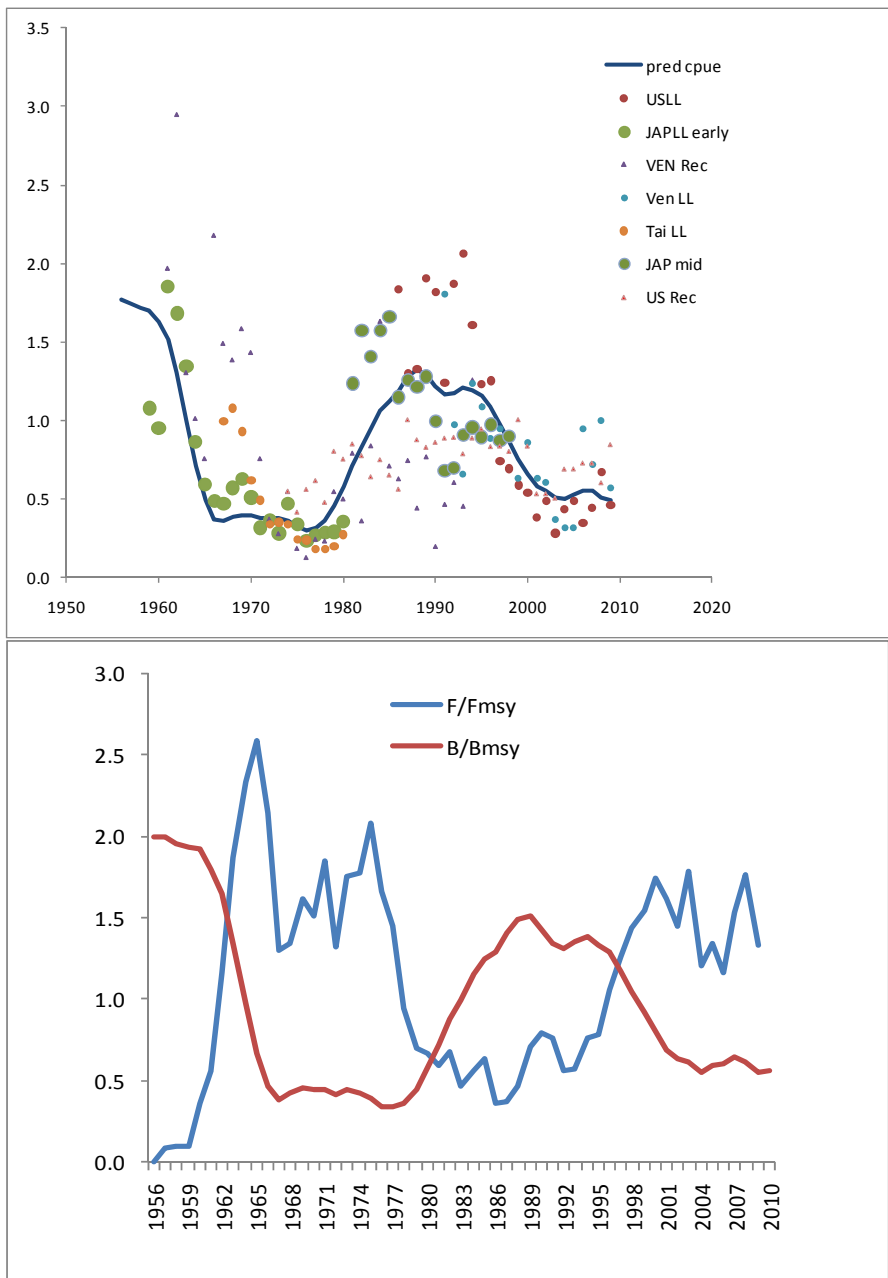 3.5
3.0
2.5
2.0
1.5
1.0
0.5
0.0
1950 1960 1970 1980 1990 2000 2010 2020
pred cpue
USLL
JAPLL early
VEN Rec
Ven LL
Tai LL
JAP mid
US Rec
3.0
2.5
2.0
1.5
1.0
0.5
0.0
F/Fmsy
B/Bmsy
1956 1959 1962 1965 1968 1971 1974 1977 1980 1983 1986 1989 1992 1995 1998 2001 2004 2007 2010